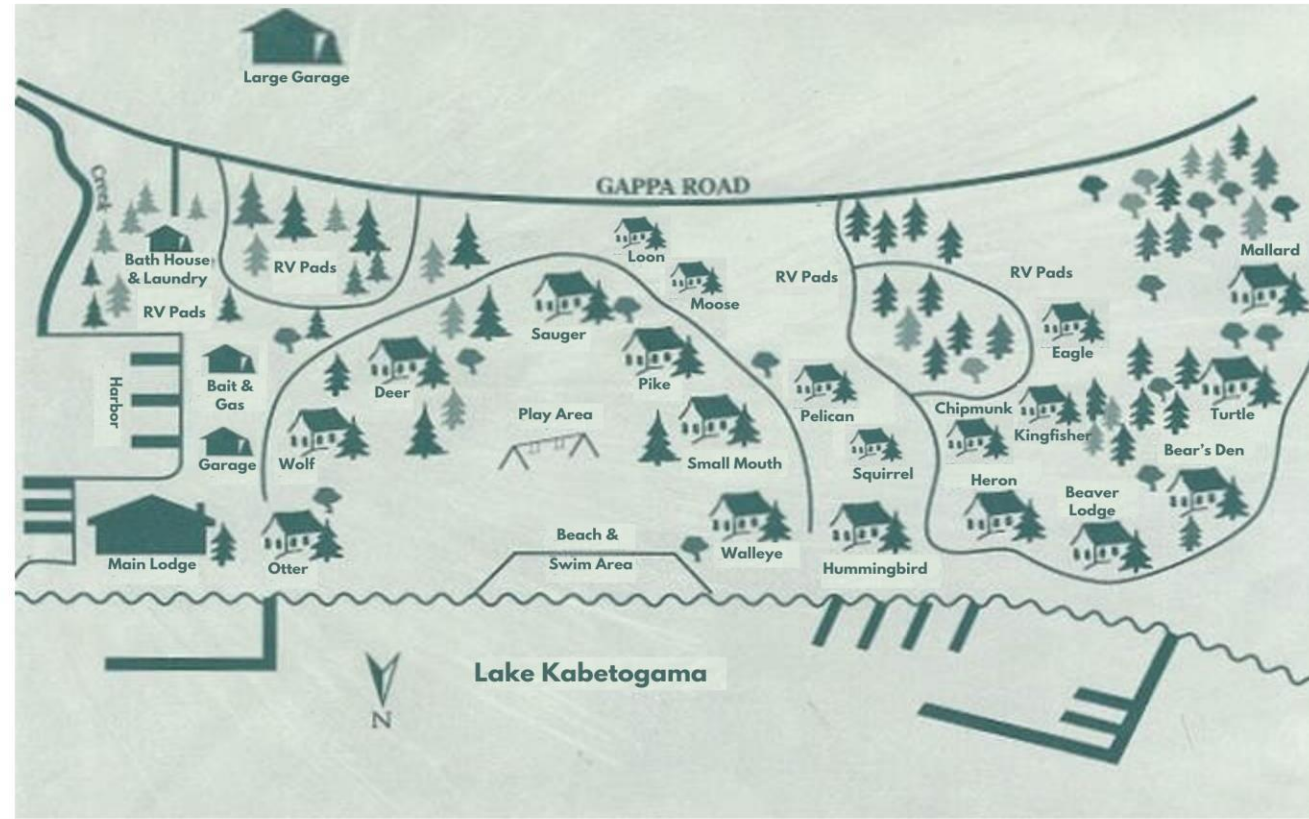 Large Garage
GAPPA ROAD
Creek
Loon
Mallard
Bath House
& Laundry
RV Pads
RV Pads
RV Pads
RV Pads
Moose
Sauger
Eagle
Deer
Pike
Bait &
Gas
Harbor
Play Area
Pelican
Chipmunk
Turtle
Kingfisher
Garage
Wolf
Small Mouth
Squirrel
Bear's Den
Heron
Beaver
Lodge
Main Lodge
Otter
Beach &
Swim Area
Walleye
Hummingbird
Lake Kabetogama
N